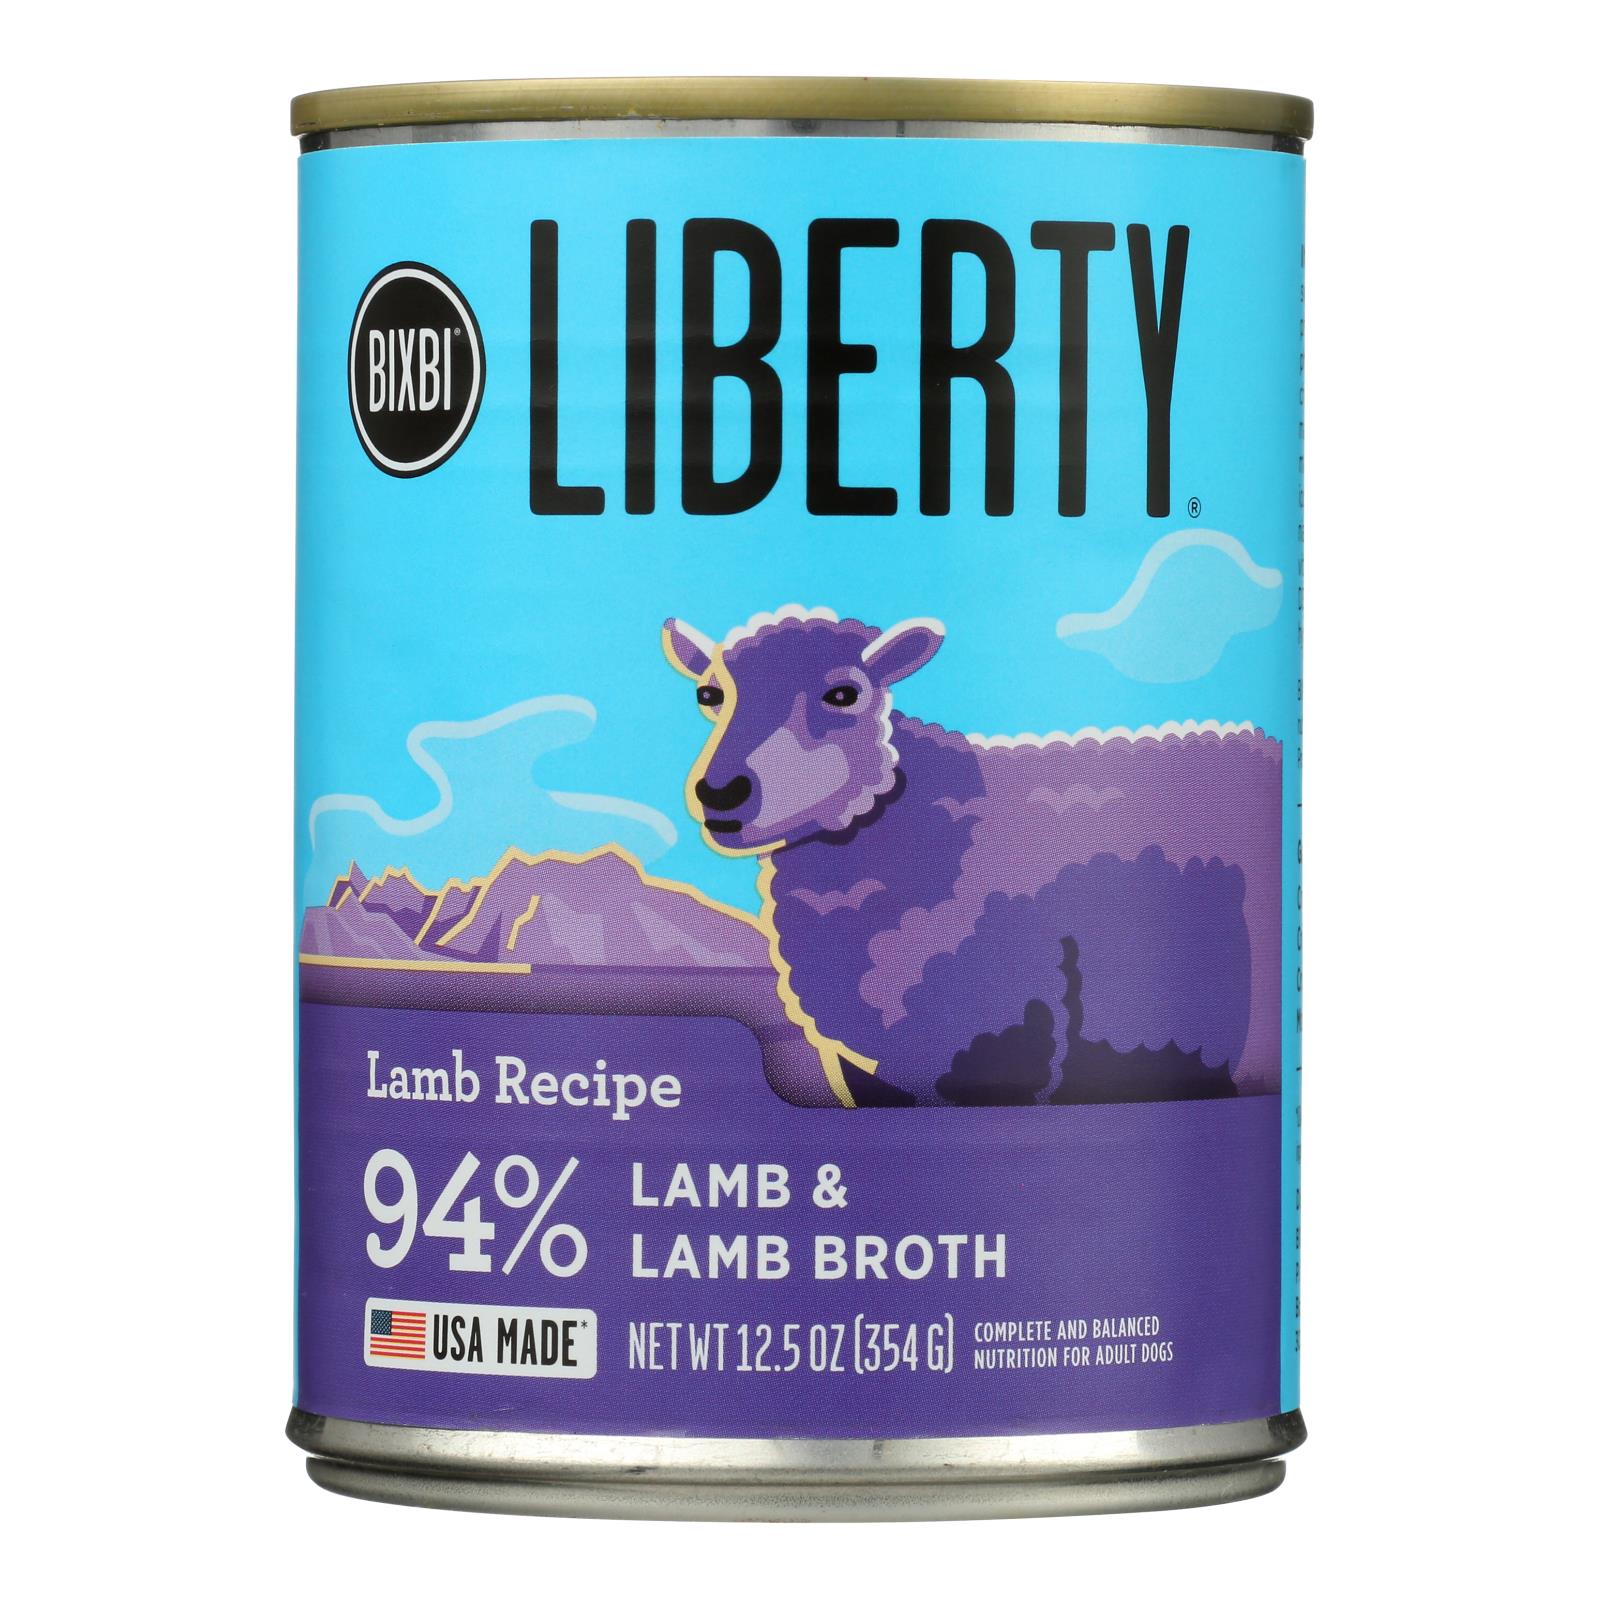 BIXBI®
LIBERTY®
Lamb Recipe
94% LAMB &
LAMB BROTH
USA MADE*
NET WT 12.5 OZ (354 G)
COMPLETE AND BALANCED
NUTRITION FOR ADULT DOGS